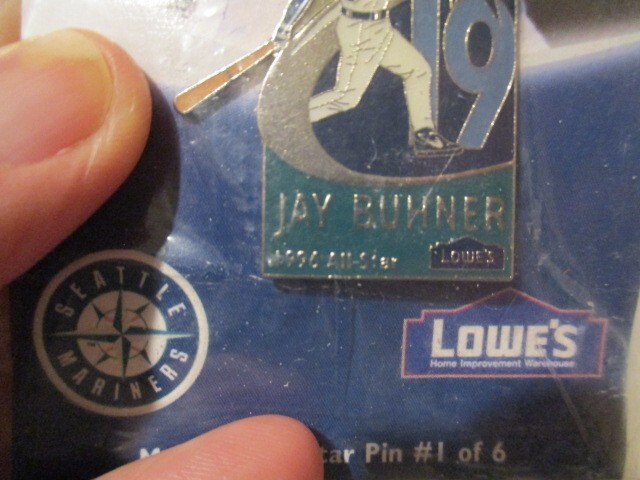 19
JAY BUHNER
1996 All-Star
LOWE'S
SEATTLE
MARINERS
LOWE'S
Home Improvement Warehouse
Pin #1 of 6